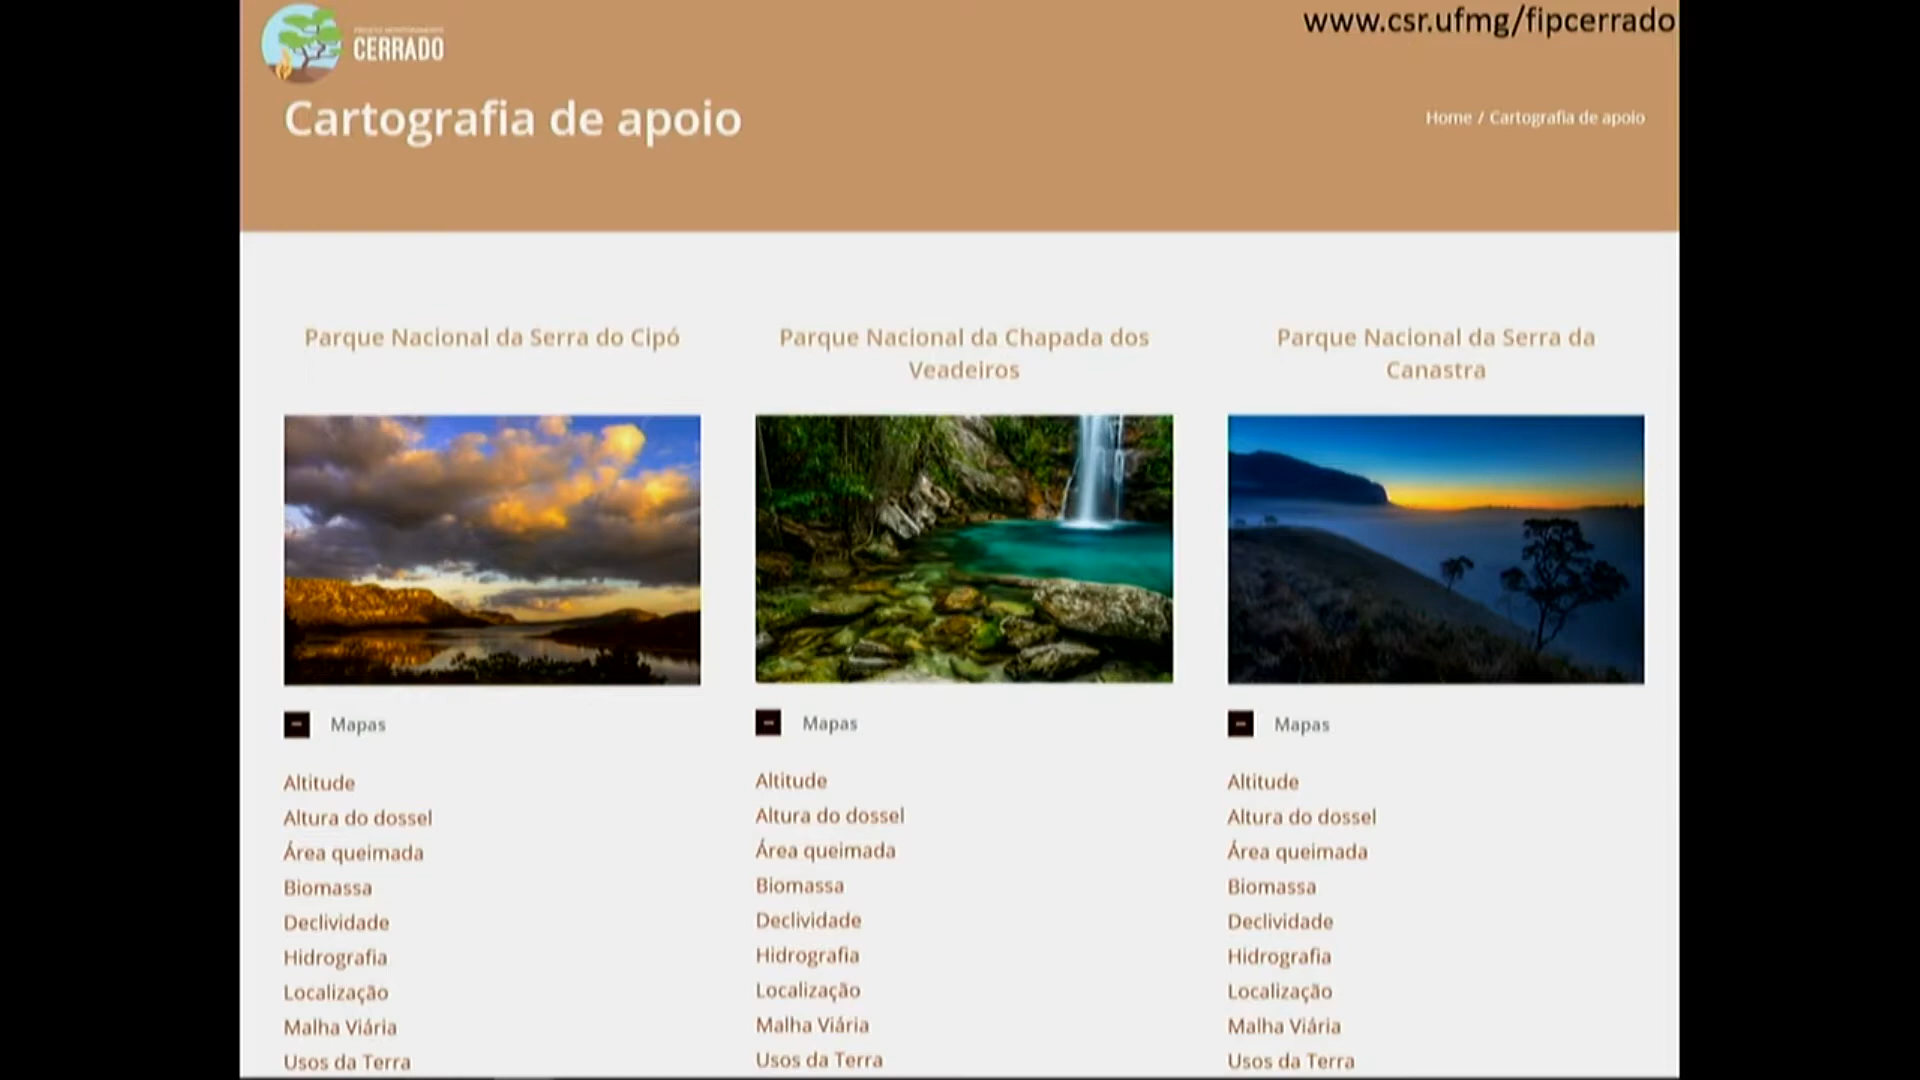 www.csr.ufmg/fipcerrado
CERRADO
Cartografia de apoio
Home / Cartografia de apoio
Parque Nacional da Serra do Cipó
Mapas
Altitude
Altura do dossel
Área queimada
Biomassa
Declividade
Hidrografia
Localização
Malha Viária
Usos da Terra
Parque Nacional da Chapada dos
Veadeiros
Mapas
Altitude
Altura do dossel
Área queimada
Biomassa
Declividade
Hidrografia
Localização
Malha Viária
Usos da Terra
Parque Nacional da Serra da
Canastra
Mapas
Altitude
Altura do dossel
Área queimada
Biomassa
Declividade
Hidrografia
Localização
Malha Viária
Usos da Terra